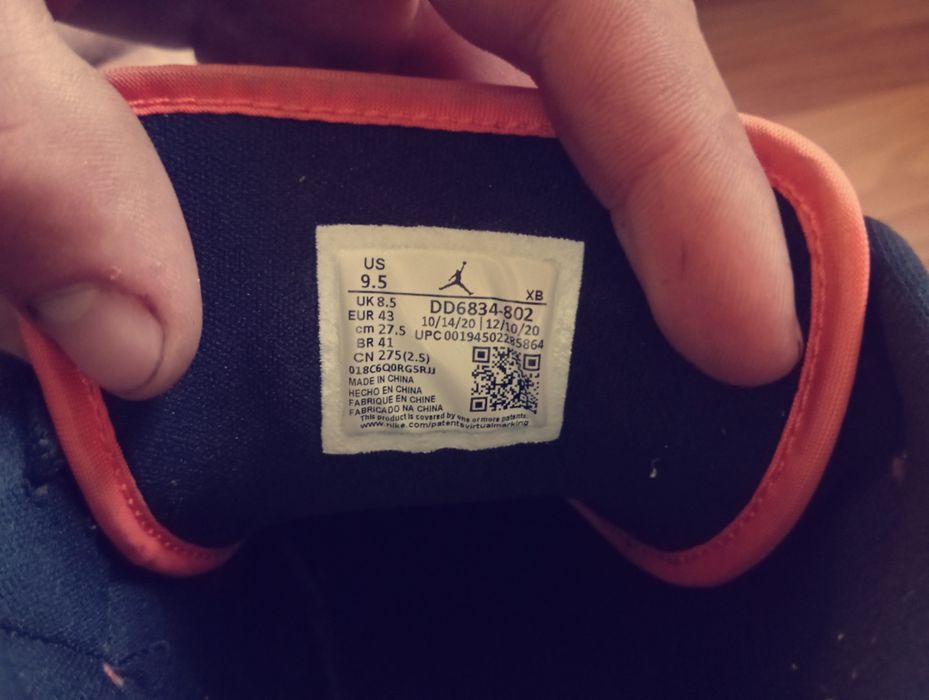 US
9.5
XB
UK 8.5
EUR 43
cm 27.5
BR 41
CN 275(2.5)
DD6834-802
10/14/20 | 12/10/20
UPC 00194502285864
018C6Q0RG5RJJ
MADE IN CHINA
HECHO EN CHINA
FABRIQUE EN CHINE
FABRICADO NA CHINA
This product is covered by one or more patents.
www.nike.com/patentsvirtualmarking